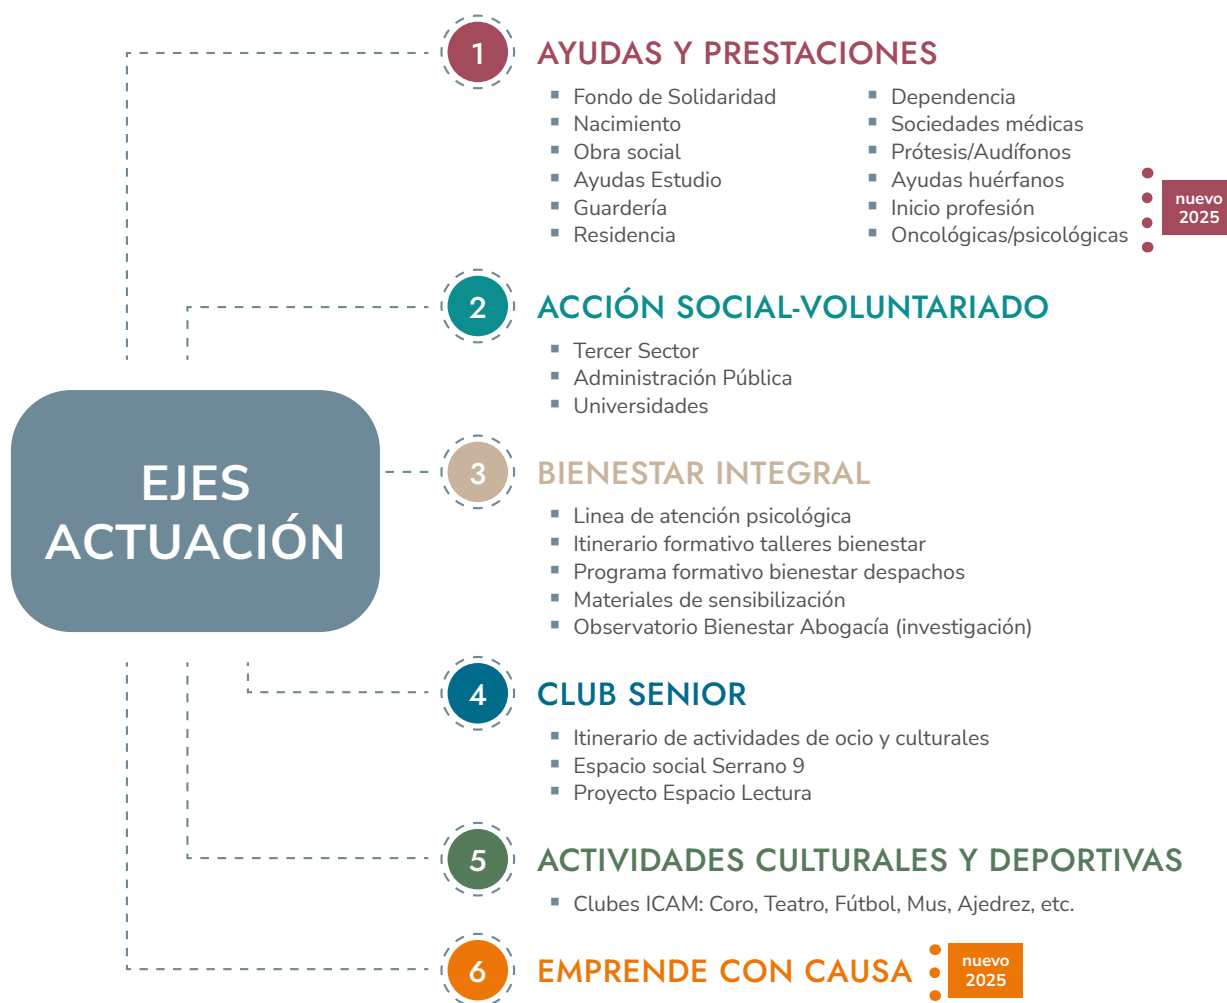 EJES
ACTUACIÓN
1
AYUDAS Y PRESTACIONES
Fondo de Solidaridad
Nacimiento
Obra social
Ayudas Estudio
Guardería
Residencia
Dependencia
Sociedades médicas
Prótesis/Audífonos
Ayudas huérfanos
Inicio profesión
Oncológicas/psicológicas
nuevo
2025
2
ACCIÓN SOCIAL-VOLUNTARIADO
Tercer Sector
Administración Pública
Universidades
3
BIENESTAR INTEGRAL
Linea de atención psicológica
Itinerario formativo talleres bienestar
Programa formativo bienestar despachos
Materiales de sensibilización
Observatorio Bienestar Abogacía (investigación)
4
CLUB SENIOR
Itinerario de actividades de ocio y culturales
Espacio social Serrano 9
Proyecto Espacio Lectura
5
ACTIVIDADES CULTURALES Y DEPORTIVAS
Clubes ICAM: Coro, Teatro, Fútbol, Mus, Ajedrez, etc.
6
EMPRENDE CON CAUSA
nuevo
2025